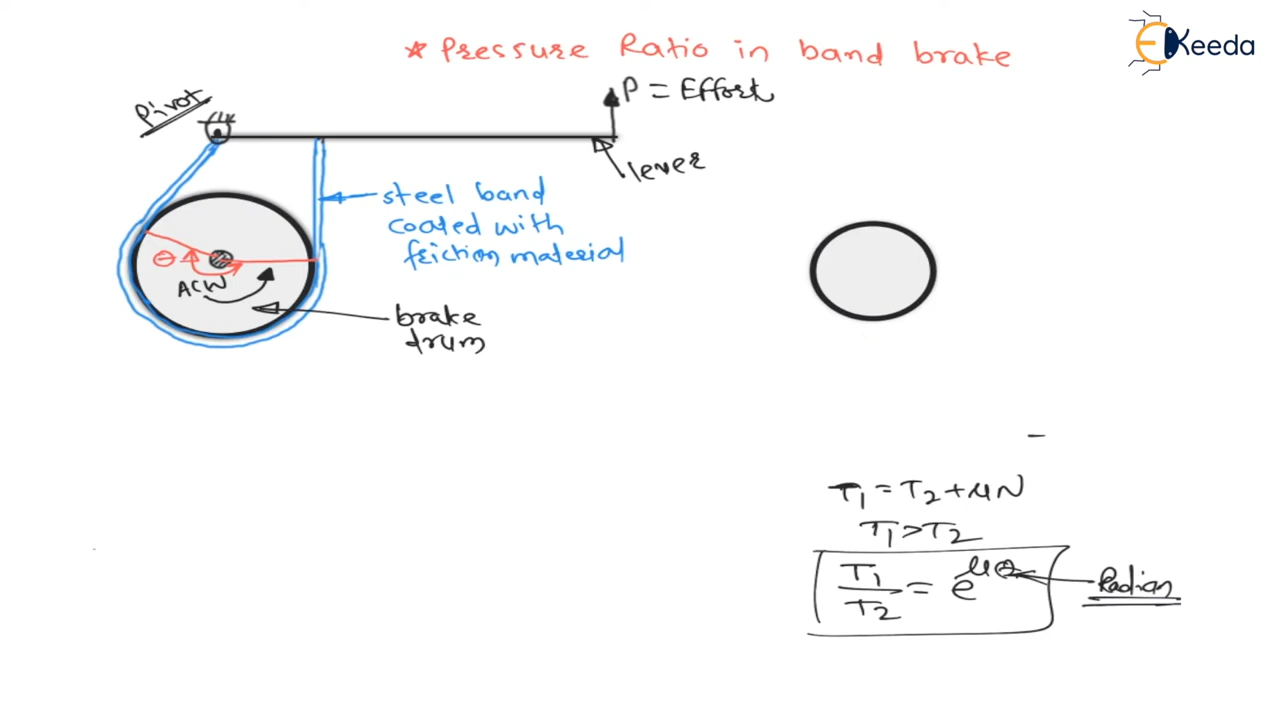 * Pressure Ratio in band brake
EKeeda
Pivot
P = Effort
lever
steel band
coated with
friction material
θ
ACW
brake
drum
T1 = T2 + μN
T1 > T2
T1/T2 = e^μθ
Radian